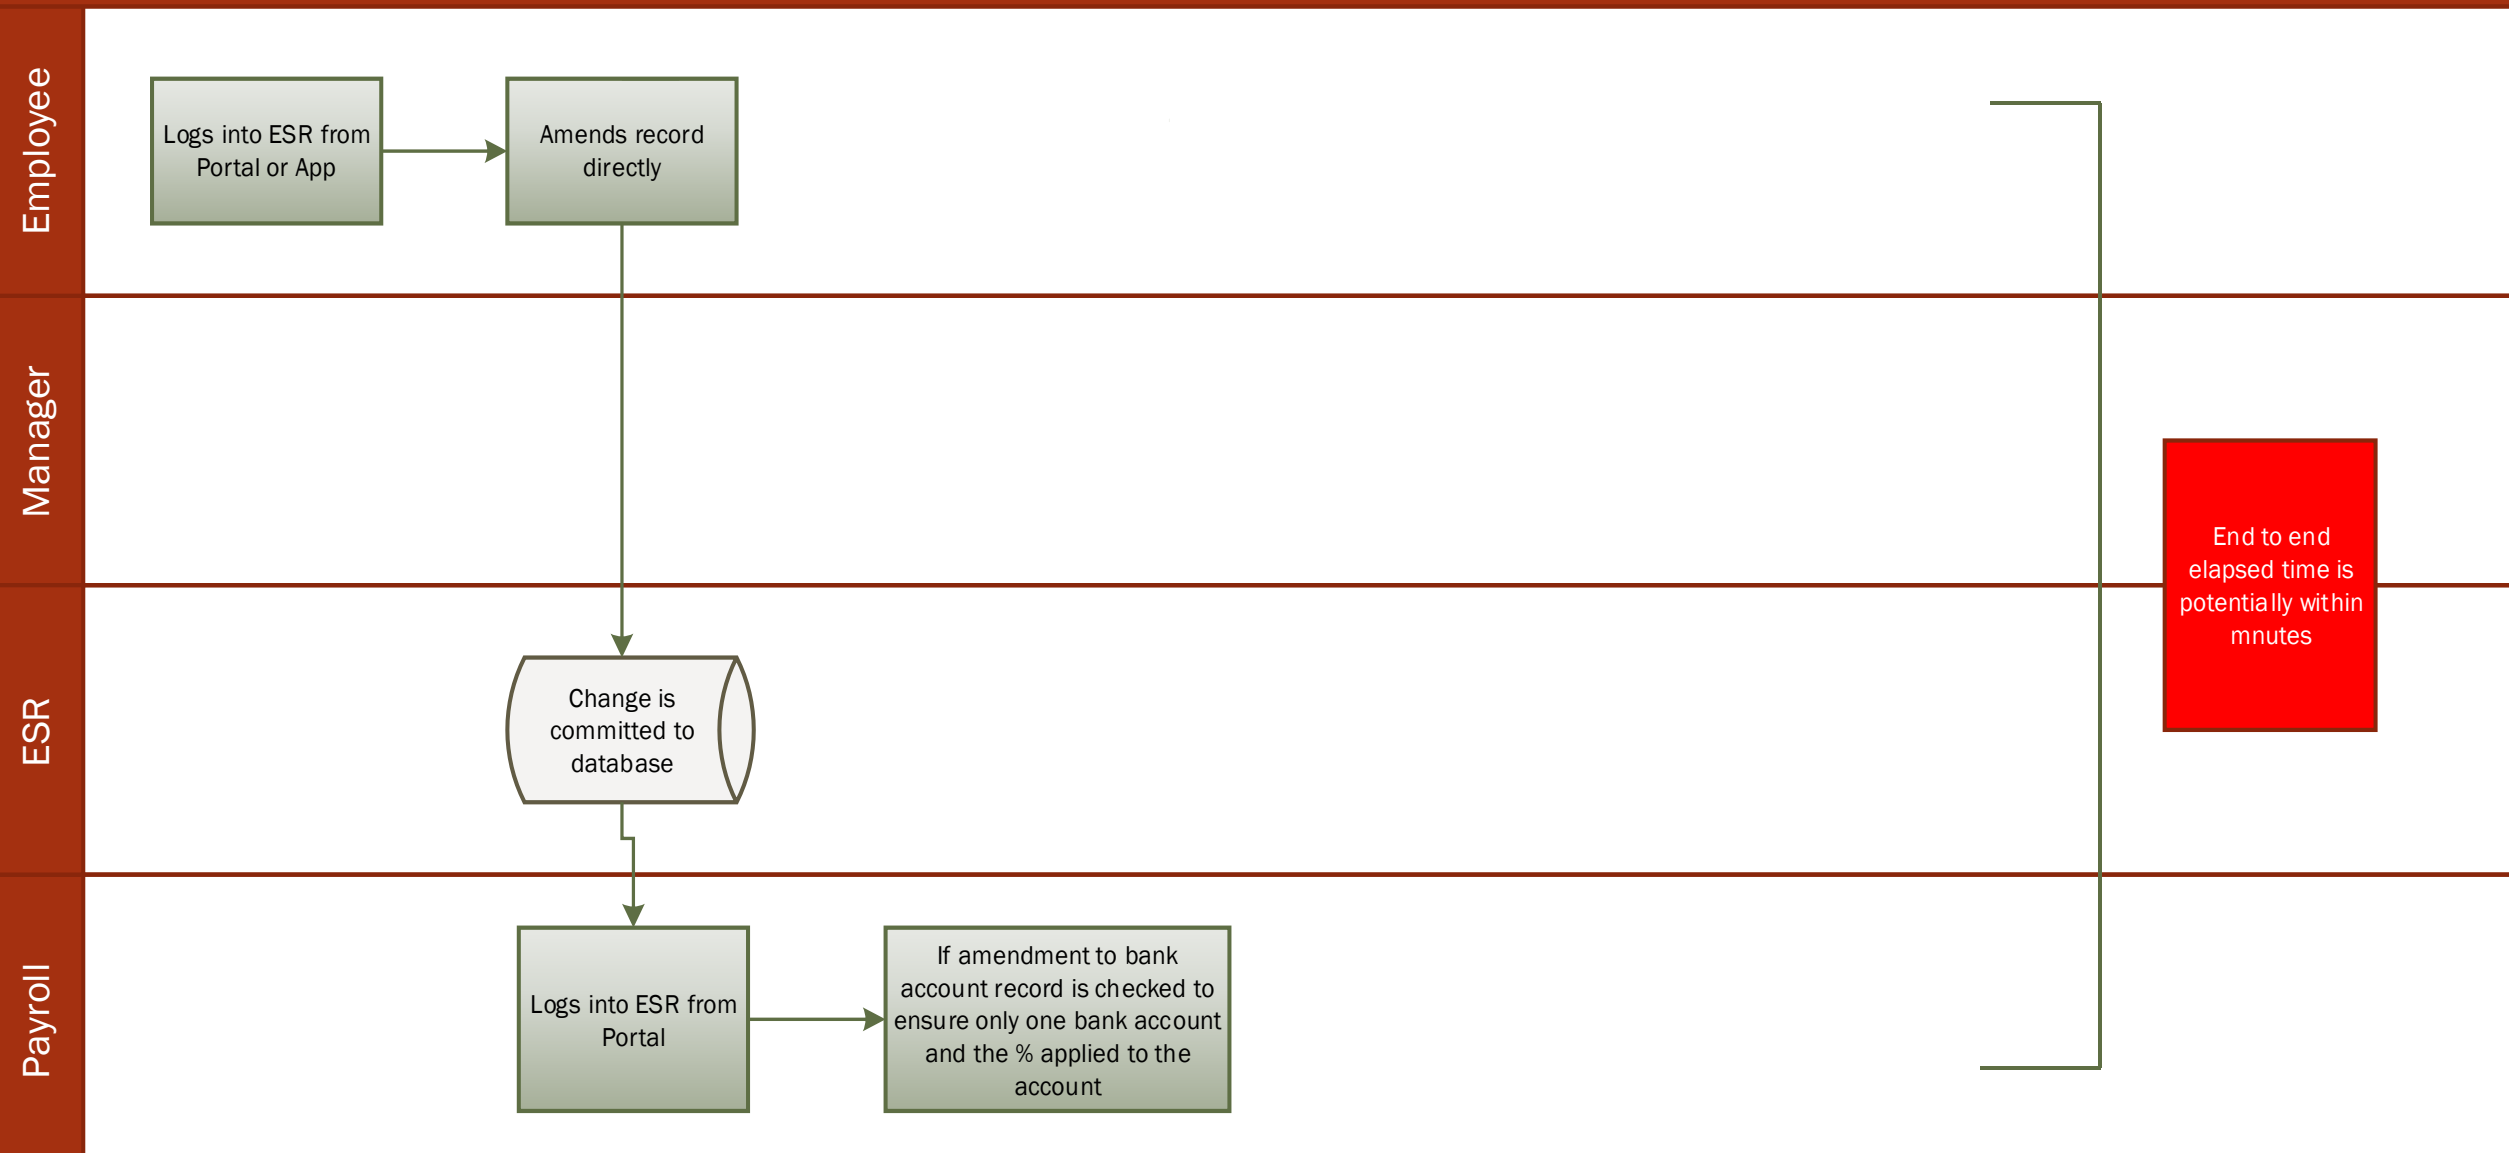 Employee
Logs into ESR from
Portal or App
Amends record
directly
Manager
End to end
elapsed time is
potentially within
mnutes
ESR
Change is
committed to
database
Payroll
Logs into ESR from
Portal
If amendment to bank
account record is checked to
ensure only one bank account
and the % applied to the
account